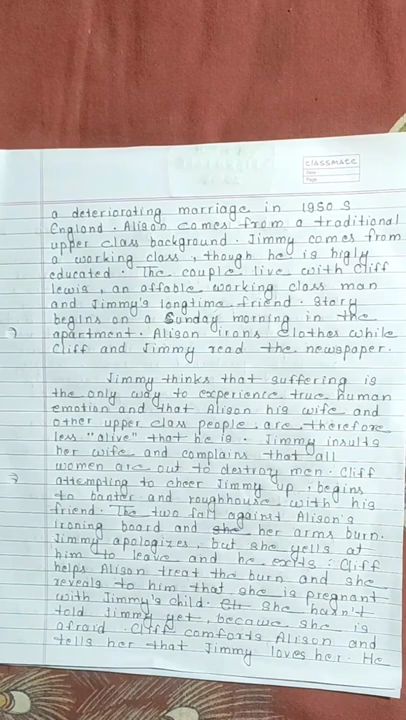 CLASSMATE
Date
Page
a deteriorating marriage in 1950 s
England. Alison comes from a traditional
upper class background. Jimmy comes from
a working class, though he is higly
educated. The couple live with Cliff
lewis, an affable working class man
and Jimmy's longtime friend. Story
begins on a Sunday morning in the
apartment. Alison irons clothes while
Cliff and Jimmy read the newspaper.
Jimmy thinks that suffering is
the only way to experience true human
emotion and that Alison his wife and
other upper class people are therefore
less "alive" that he is. Jimmy insults
her wife and complains that all
women are out to destroy men. Cliff
attempting to cheer Jimmy up, begins
to banter and roughhouse with his
friend. The two fall against Alison's
ironing board and she her arms burn.
Jimmy apologizes, but she yells at
him to leave and he exits. Cliff
helps Alison treat the burn and she
reveals to him that she is pregnant
with Jimmy's child. She hasn't
told Jimmy yet, because she is
afraid. Cliff comforts Alison and
tells her that Jimmy loves her. He